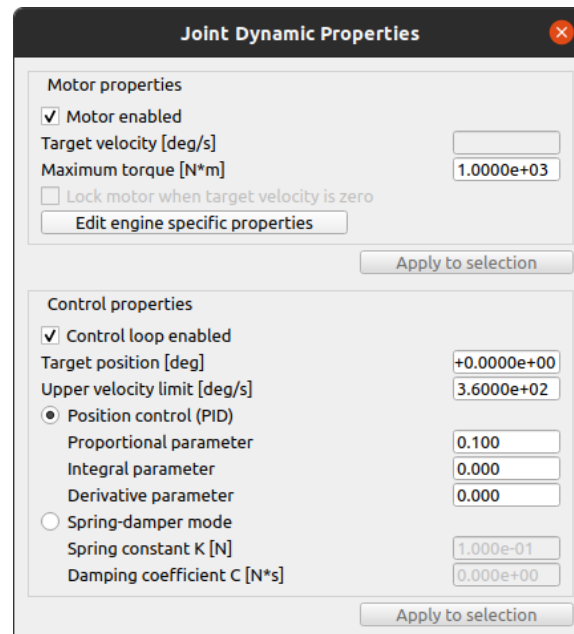 Joint Dynamic Properties
Motor properties
Motor enabled
Target velocity [deg/s]
Maximum torque [N*m] 1.0000e+03
Lock motor when target velocity is zero
Edit engine specific properties
Apply to selection
Control properties
Control loop enabled
Target position [deg] +0.0000e+00
Upper velocity limit [deg/s] 3.6000e+02
Position control (PID)
Proportional parameter 0.100
Integral parameter 0.000
Derivative parameter 0.000
Spring-damper mode
Spring constant K [N] 1.000e-01
Damping coefficient C [N*s] 0.000e+00
Apply to selection